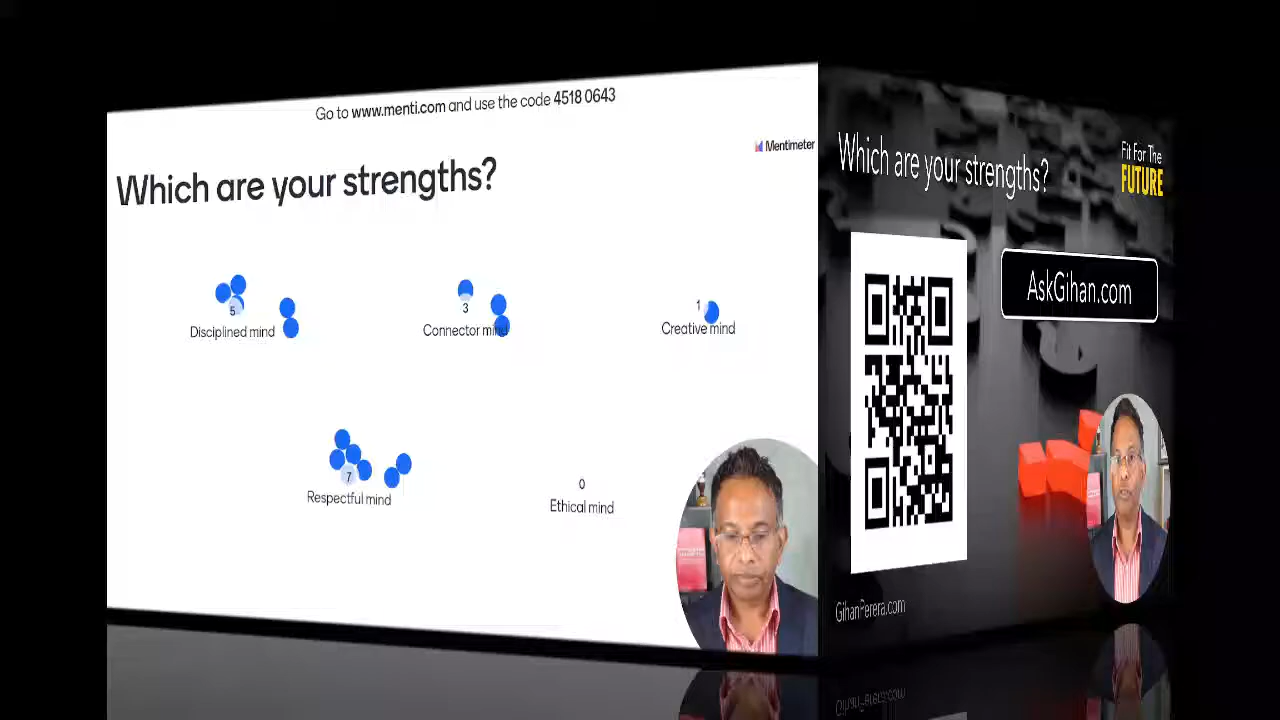 Go to www.menti.com and use the code 4518 0643
Mentimeter
Which are your strengths?
5
Disciplined mind
3
Connector mind
1
Creative mind
7
Respectful mind
0
Ethical mind
Which are your strengths?
Fit For The
FUTURE
AskGihan.com
GihanPerera.com